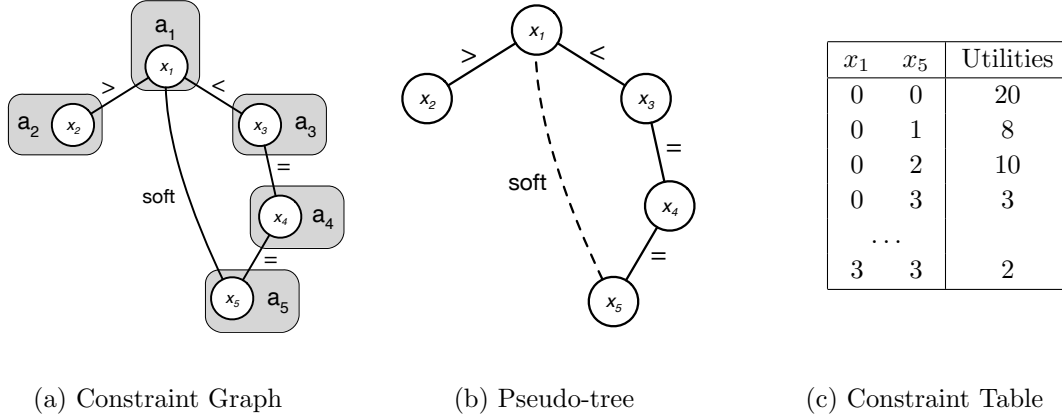 a1
x1
>
<
a2
x2
x3
a3
=
soft
x4
a4
=
x5
a5
(a) Constraint Graph
x1
>
<
x2
x3
=
soft
x4
=
x5
(b) Pseudo-tree
x1 x5 Utilities
0 0 20
0 1 8
0 2 10
0 3 3
...
3 3 2
(c) Constraint Table